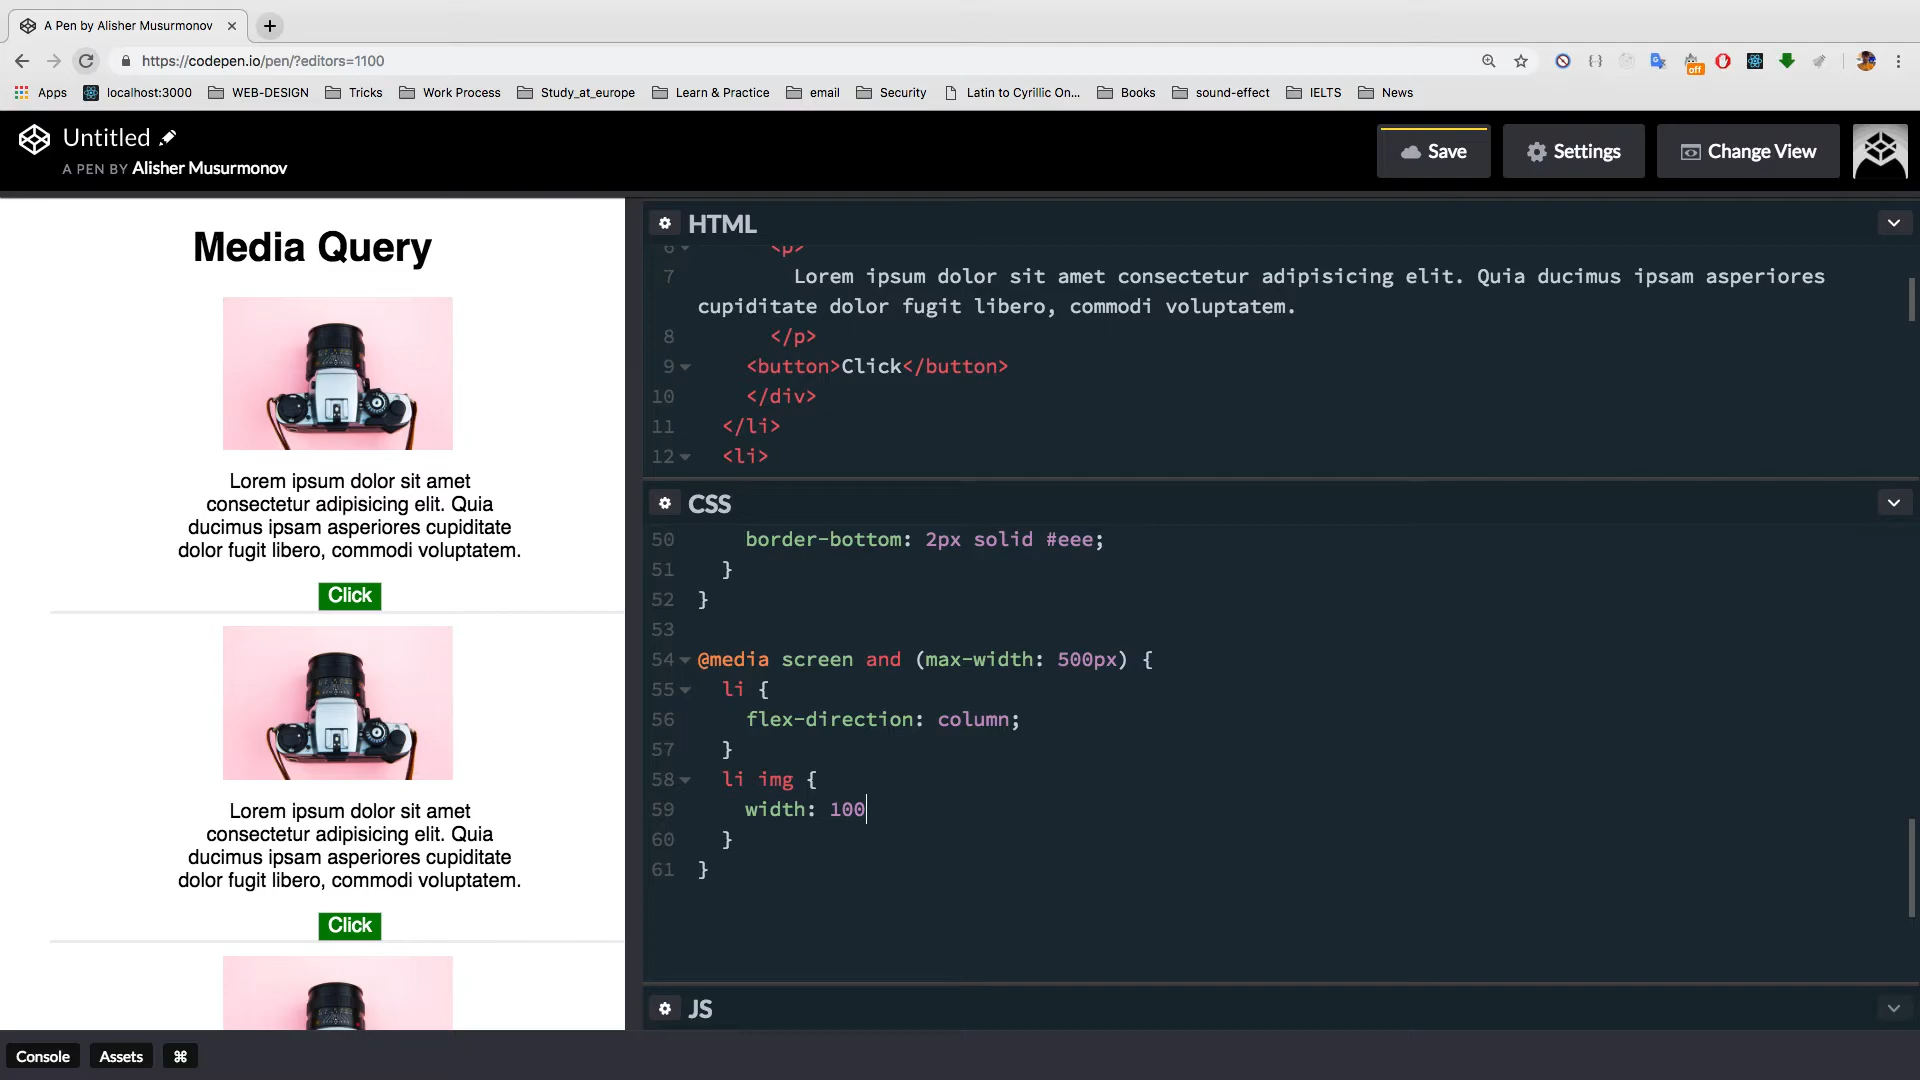 A Pen by Alisher Musurmonov
https://codepen.io/pen/?editors=1100
off
Apps localhost:3000 WEB-DESIGN Tricks Work Process Study_at_europe Learn & Practice email Security Latin to Cyrillic On... Books sound-effect IELTS News
Untitled
A PEN BY Alisher Musurmonov
Save Settings Change View
Media Query
Lorem ipsum dolor sit amet
consectetur adipisicing elit. Quia
ducimus ipsam asperiores cupiditate
dolor fugit libero, commodi voluptatem.
Click
Lorem ipsum dolor sit amet
consectetur adipisicing elit. Quia
ducimus ipsam asperiores cupiditate
dolor fugit libero, commodi voluptatem.
Click
HTML
6 <p>
7 Lorem ipsum dolor sit amet consectetur adipisicing elit. Quia ducimus ipsam asperiores
cupiditate dolor fugit libero, commodi voluptatem.
8 </p>
9 <button>Click</button>
10 </div>
11 </li>
12 <li>
CSS
50 border-bottom: 2px solid #eee;
51 }
52 }
53
54 @media screen and (max-width: 500px) {
55 li {
56 flex-direction: column;
57 }
58 li img {
59 width: 100
60 }
61 }
JS
Console Assets ⌘